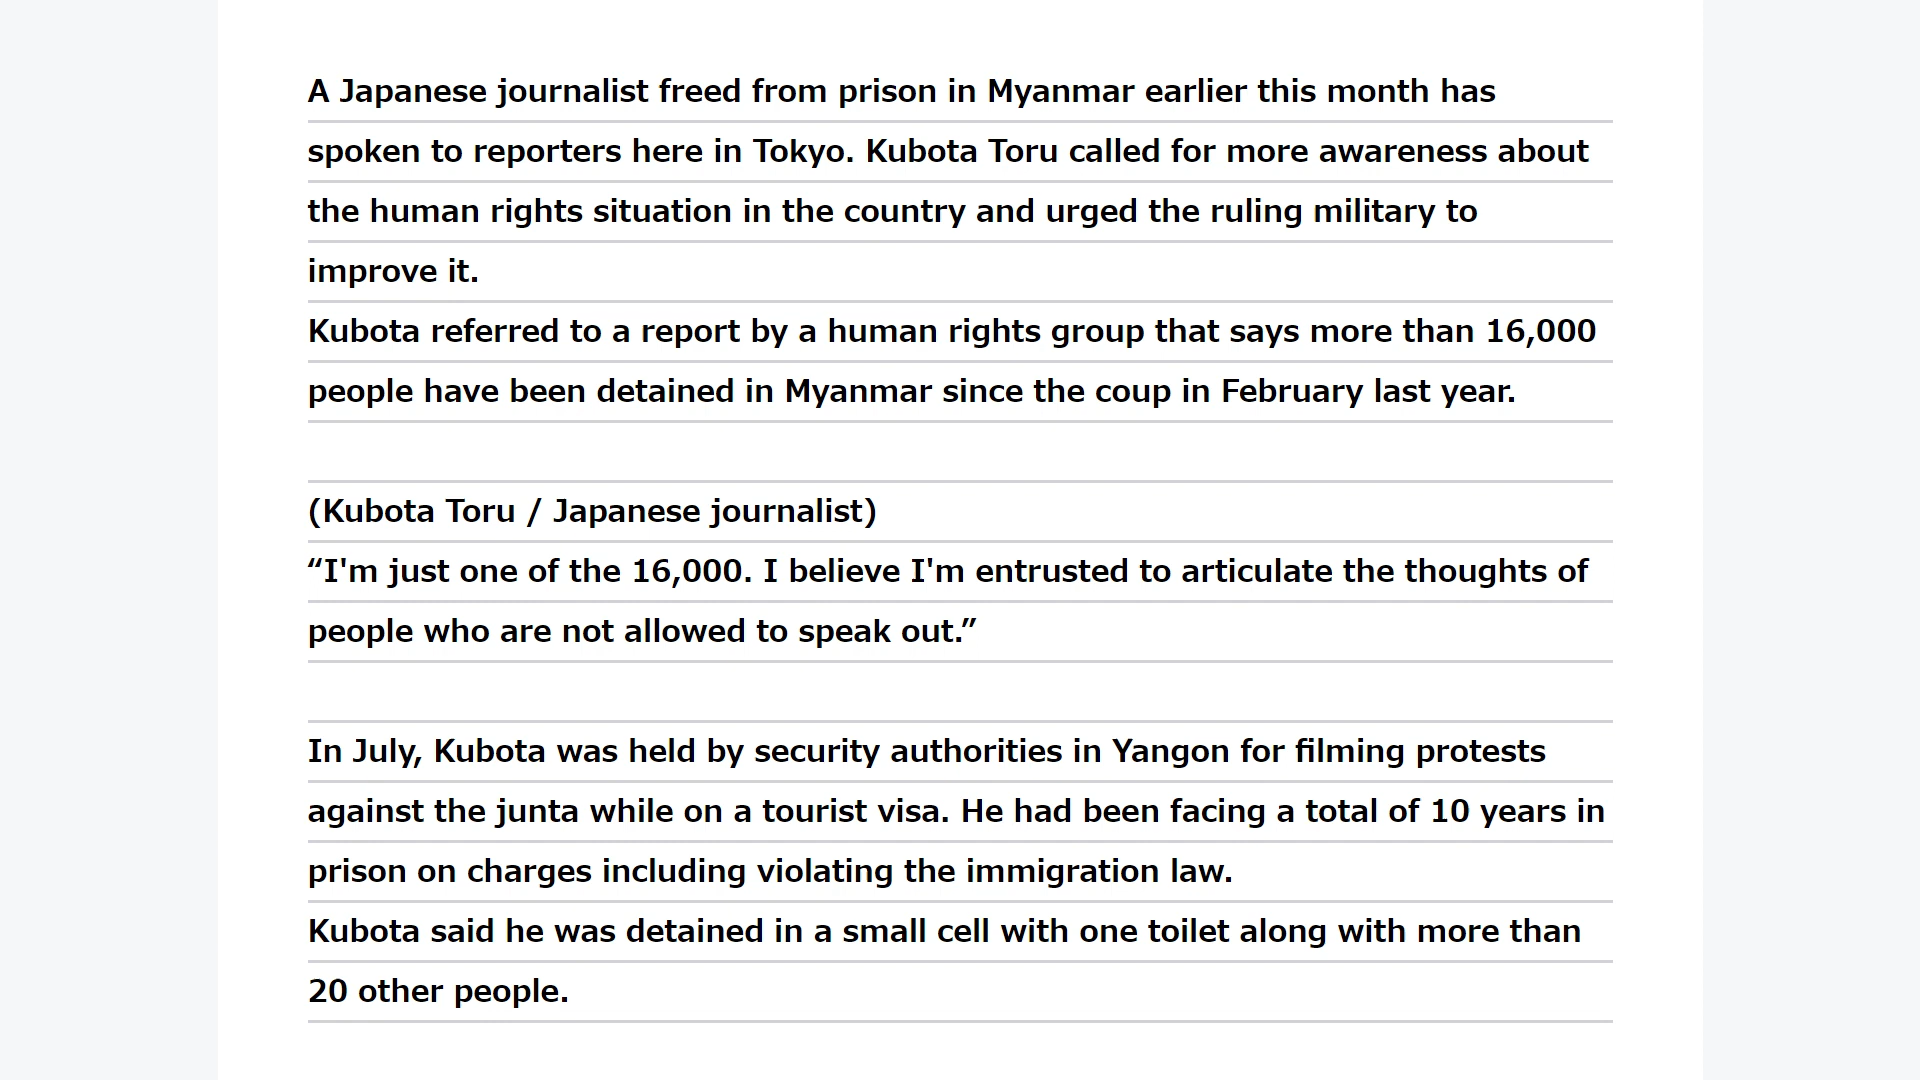 A Japanese journalist freed from prison in Myanmar earlier this month has
spoken to reporters here in Tokyo. Kubota Toru called for more awareness about
the human rights situation in the country and urged the ruling military to
improve it.
Kubota referred to a report by a human rights group that says more than 16,000
people have been detained in Myanmar since the coup in February last year.
(Kubota Toru / Japanese journalist)
“I'm just one of the 16,000. I believe I'm entrusted to articulate the thoughts of
people who are not allowed to speak out.”
In July, Kubota was held by security authorities in Yangon for filming protests
against the junta while on a tourist visa. He had been facing a total of 10 years in
prison on charges including violating the immigration law.
Kubota said he was detained in a small cell with one toilet along with more than
20 other people.